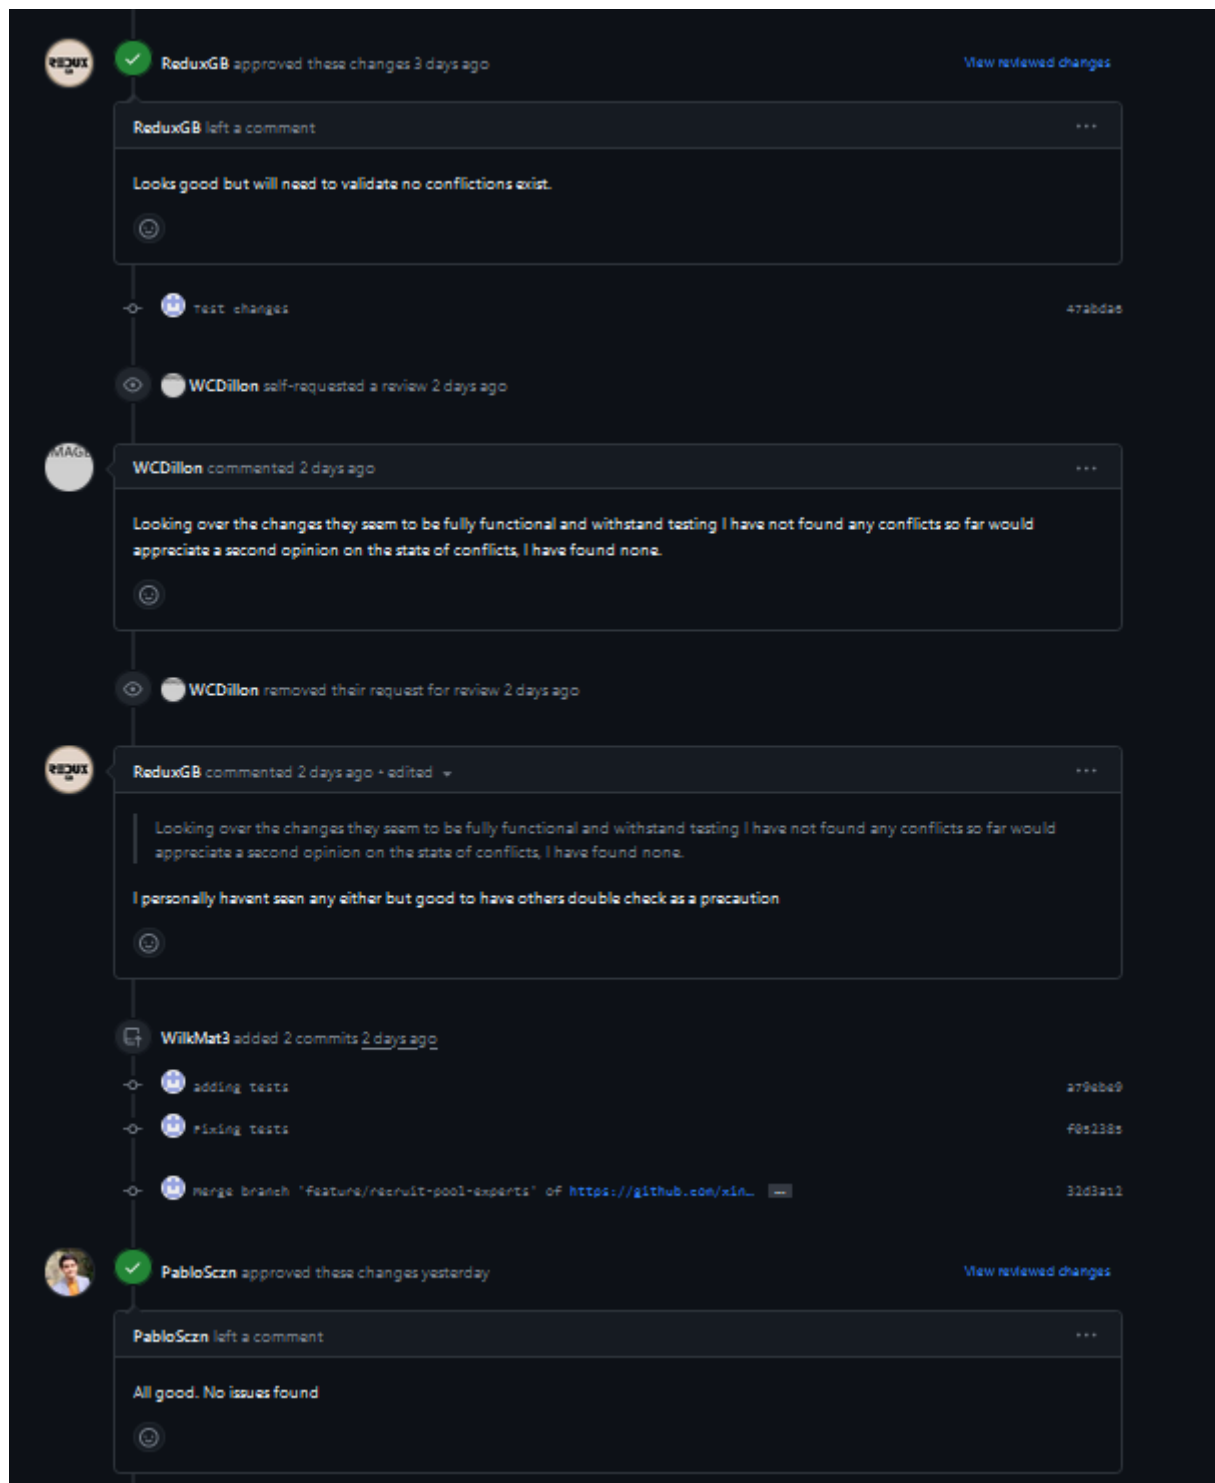 REDUX
GB
ReduxGB approved these changes 3 days ago
View reviewed changes
ReduxGB left a comment
Looks good but will need to validate no conflictions exist.
Test changes
47abda6
WCDillon self-requested a review 2 days ago
WCDillon commented 2 days ago
Looking over the changes they seem to be fully functional and withstand testing I have not found any conflicts so far would
appreciate a second opinion on the state of conflicts, I have found none.
WCDillon removed their request for review 2 days ago
REDUX
GB
ReduxGB commented 2 days ago • edited
Looking over the changes they seem to be fully functional and withstand testing I have not found any conflicts so far would
appreciate a second opinion on the state of conflicts, I have found none.
I personally havent seen any either but good to have others double check as a precaution
WilkMat3 added 2 commits 2 days ago
adding tests
a79ebe9
Fixing tests
f052385
Merge branch 'feature/recruit-pool-experts' of https://github.com/xin…
32d3a12
PabloSczn approved these changes yesterday
View reviewed changes
PabloSczn left a comment
All good. No issues found